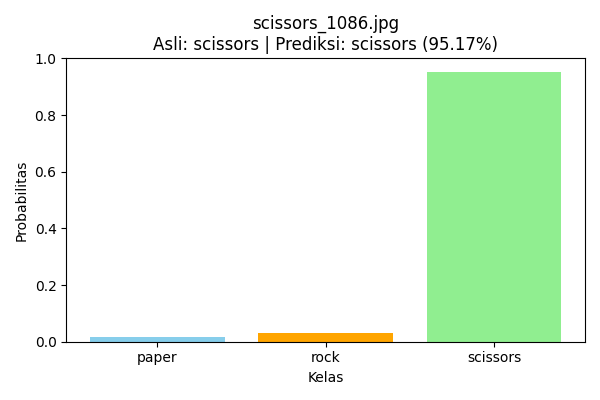 scissors_1086.jpg
Asli: scissors | Prediksi: scissors (95.17%)
1.0
0.8
0.6
0.4
0.2
0.0
Probabilitas
paper rock scissors
Kelas